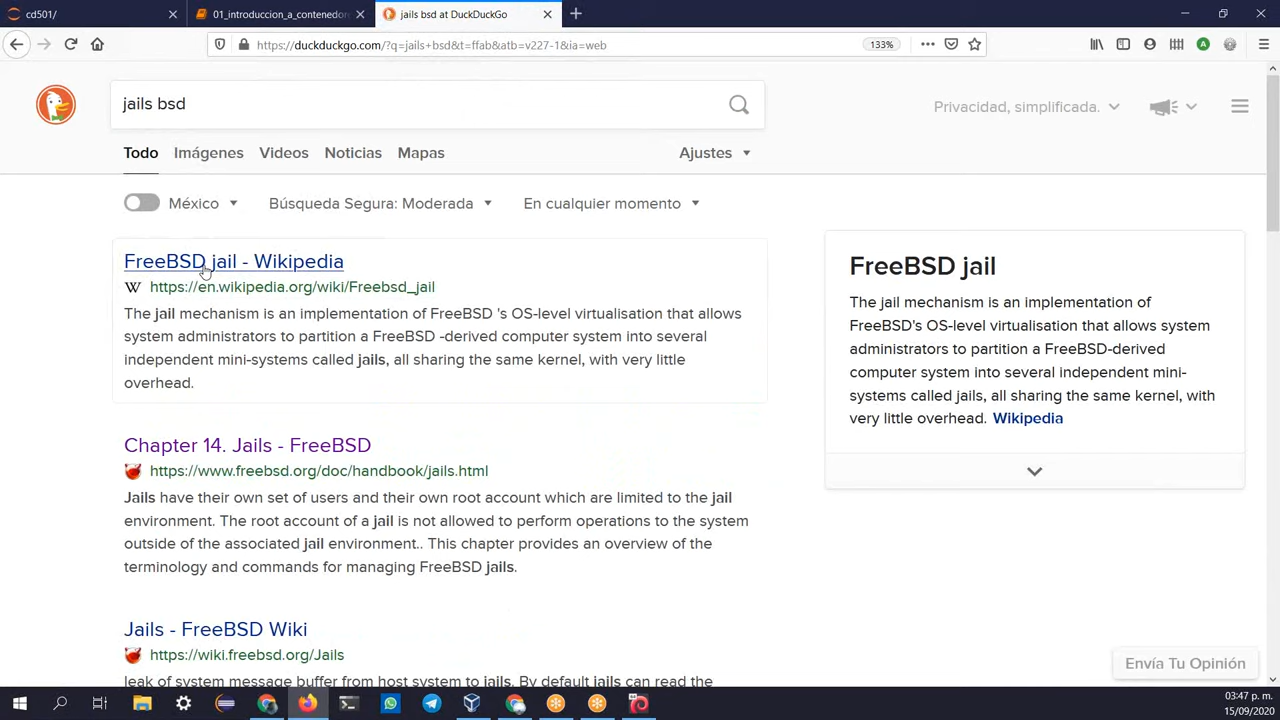 cd501/
01_introduccion_a_contenedor
jails bsd at DuckDuckGo
https://duckduckgo.com/?q=jails+bsd&t=ffab&atb=v227-1&ia=web
133%
A
jails bsd
Privacidad, simplificada.
Todo
Imágenes
Videos
Noticias
Mapas
Ajustes
México
Búsqueda Segura: Moderada
En cualquier momento
FreeBSD jail - Wikipedia
W https://en.wikipedia.org/wiki/Freebsd_jail
The jail mechanism is an implementation of FreeBSD 's OS-level virtualisation that allows
system administrators to partition a FreeBSD -derived computer system into several
independent mini-systems called jails, all sharing the same kernel, with very little
overhead.
FreeBSD jail
The jail mechanism is an implementation of
FreeBSD's OS-level virtualisation that allows system
administrators to partition a FreeBSD-derived
computer system into several independent mini-
systems called jails, all sharing the same kernel, with
very little overhead. Wikipedia
Chapter 14. Jails - FreeBSD
https://www.freebsd.org/doc/handbook/jails.html
Jails have their own set of users and their own root account which are limited to the jail
environment. The root account of a jail is not allowed to perform operations to the system
outside of the associated jail environment.. This chapter provides an overview of the
terminology and commands for managing FreeBSD jails.
Jails - FreeBSD Wiki
https://wiki.freebsd.org/Jails
leak of system message buffer from host system to jails. By default jails can read the
Envía Tu Opinión
03:47 p. m.
15/09/2020